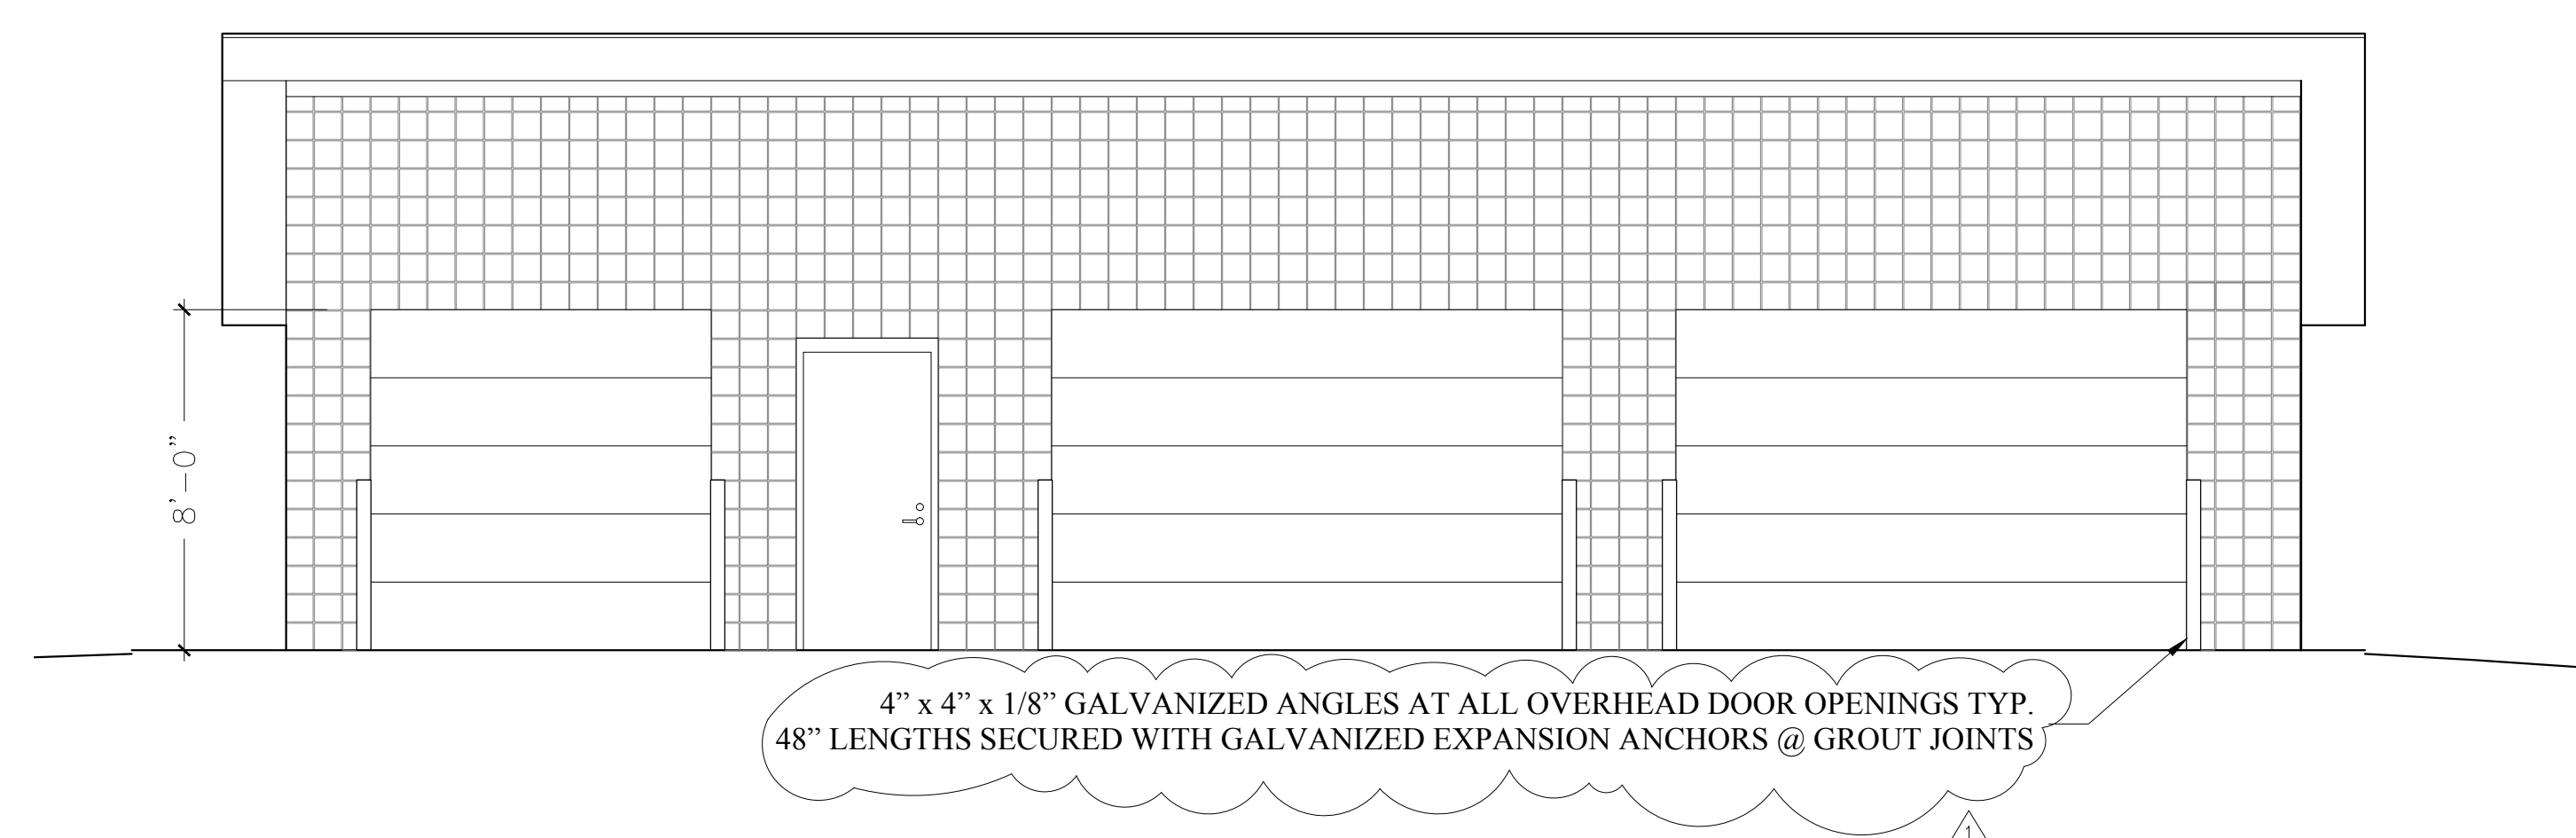 8’-0”
4” x 4” x 1/8” GALVANIZED ANGLES AT ALL OVERHEAD DOOR OPENINGS TYP.
48” LENGTHS SECURED WITH GALVANIZED EXPANSION ANCHORS @ GROUT JOINTS
1